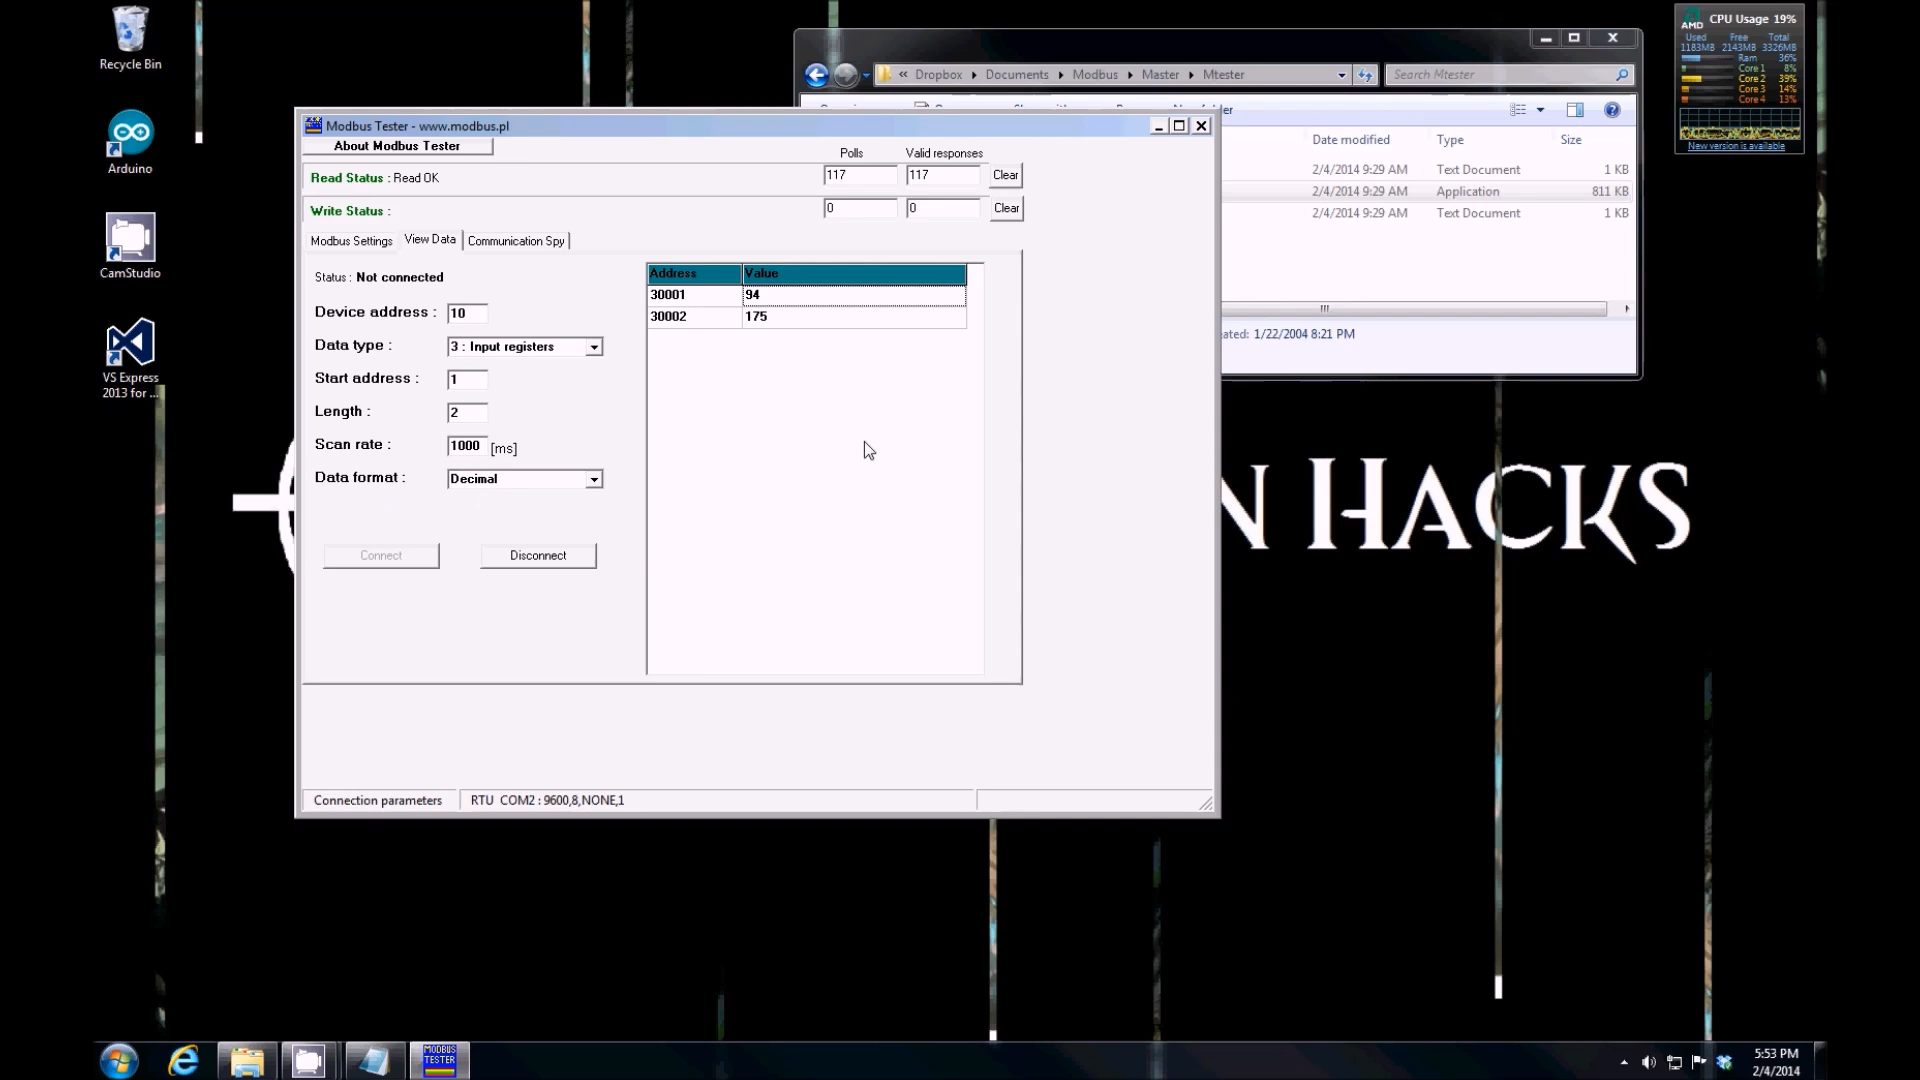 Recycle Bin
Arduino
CamStudio
VS Express
2013 for ...
AMD
CPU Usage 19%
Used Free Total
1183MB 2143MB 3326MB
Ram 36%
Core 1 8%
Core 2 39%
Core 3 14%
Core 4 13%
New version is available
« Dropbox Documents Modbus Master Mtester
Search Mtester
Date modified Type Size
2/4/2014 9:29 AM Text Document 1 KB
2/4/2014 9:29 AM Application 811 KB
2/4/2014 9:29 AM Text Document 1 KB
ated: 1/22/2004 8:21 PM
Modbus Tester - www.modbus.pl
About Modbus Tester
Polls Valid responses
Read Status : Read OK 117 117 Clear
Write Status : 0 0 Clear
Modbus Settings View Data Communication Spy
Status : Not connected
Device address : 10
Data type : 3 : Input registers
Start address : 1
Length : 2
Scan rate : 1000 [ms]
Data format : Decimal
Connect Disconnect
Address Value
30001 94
30002 175
Connection parameters RTU COM2 : 9600,8,NONE,1
N HACKS
MODBUS
TESTER
5:53 PM
2/4/2014